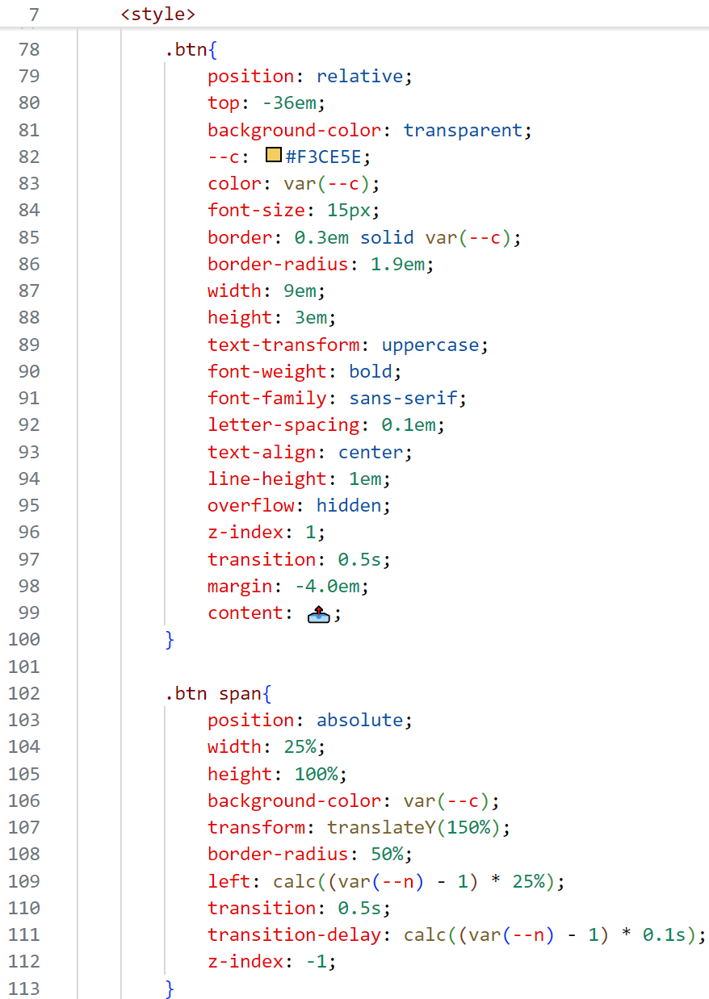 7 <style>
78 .btn{
79 position: relative;
80 top: -36em;
81 background-color: transparent;
82 --c: #F3CE5E;
83 color: var(--c);
84 font-size: 15px;
85 border: 0.3em solid var(--c);
86 border-radius: 1.9em;
87 width: 9em;
88 height: 3em;
89 text-transform: uppercase;
90 font-weight: bold;
91 font-family: sans-serif;
92 letter-spacing: 0.1em;
93 text-align: center;
94 line-height: 1em;
95 overflow: hidden;
96 z-index: 1;
97 transition: 0.5s;
98 margin: -4.0em;
99 content: 📤;
100 }
101
102 .btn span{
103 position: absolute;
104 width: 25%;
105 height: 100%;
106 background-color: var(--c);
107 transform: translateY(150%);
108 border-radius: 50%;
109 left: calc((var(--n) - 1) * 25%);
110 transition: 0.5s;
111 transition-delay: calc((var(--n) - 1) * 0.1s);
112 z-index: -1;
113 }